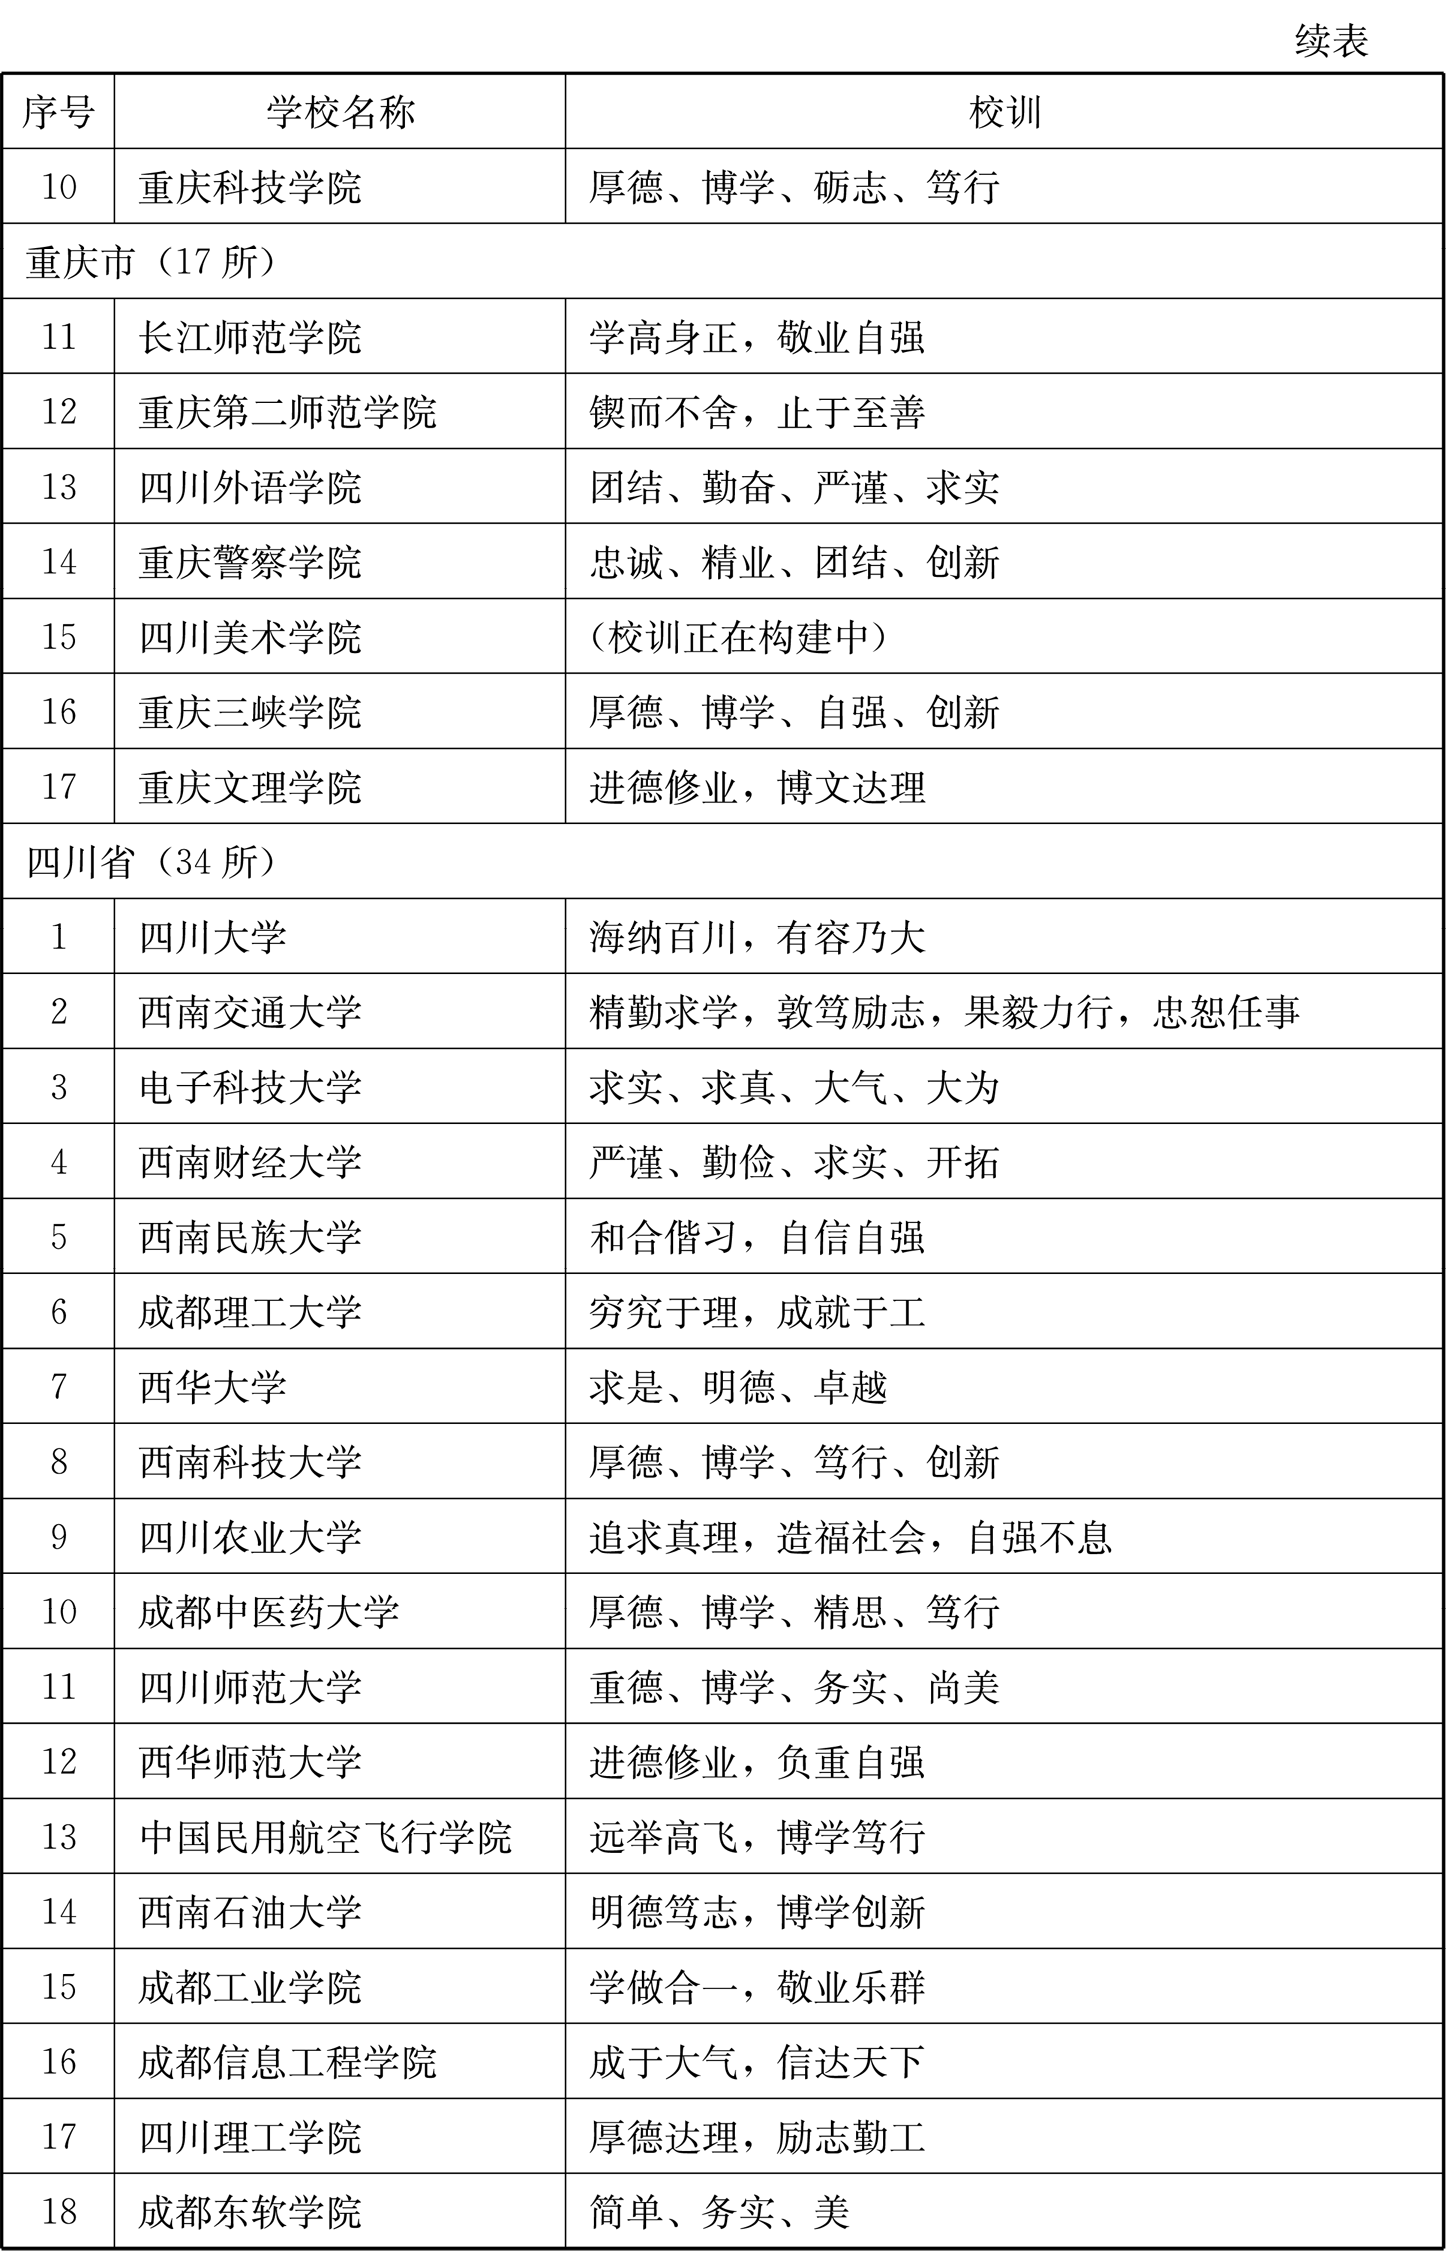 续表
序号 学校名称 校训
10 重庆科技学院 厚德、博学、砺志、笃行
重庆市（17 所）
11 长江师范学院 学高身正，敬业自强
12 重庆第二师范学院 锲而不舍，止于至善
13 四川外语学院 团结、勤奋、严谨、求实
14 重庆警察学院 忠诚、精业、团结、创新
15 四川美术学院 （校训正在构建中）
16 重庆三峡学院 厚德、博学、自强、创新
17 重庆文理学院 进德修业，博文达理
四川省（34 所）
1 四川大学 海纳百川，有容乃大
2 西南交通大学 精勤求学，敦笃励志，果毅力行，忠恕任事
3 电子科技大学 求实、求真、大气、大为
4 西南财经大学 严谨、勤俭、求实、开拓
5 西南民族大学 和合偕习，自信自强
6 成都理工大学 穷究于理，成就于工
7 西华大学 求是、明德、卓越
8 西南科技大学 厚德、博学、笃行、创新
9 四川农业大学 追求真理，造福社会，自强不息
10 成都中医药大学 厚德、博学、精思、笃行
11 四川师范大学 重德、博学、务实、尚美
12 西华师范大学 进德修业，负重自强
13 中国民用航空飞行学院 远举高飞，博学笃行
14 西南石油大学 明德笃志，博学创新
15 成都工业学院 学做合一，敬业乐群
16 成都信息工程学院 成于大气，信达天下
17 四川理工学院 厚德达理，励志勤工
18 成都东软学院 简单、务实、美